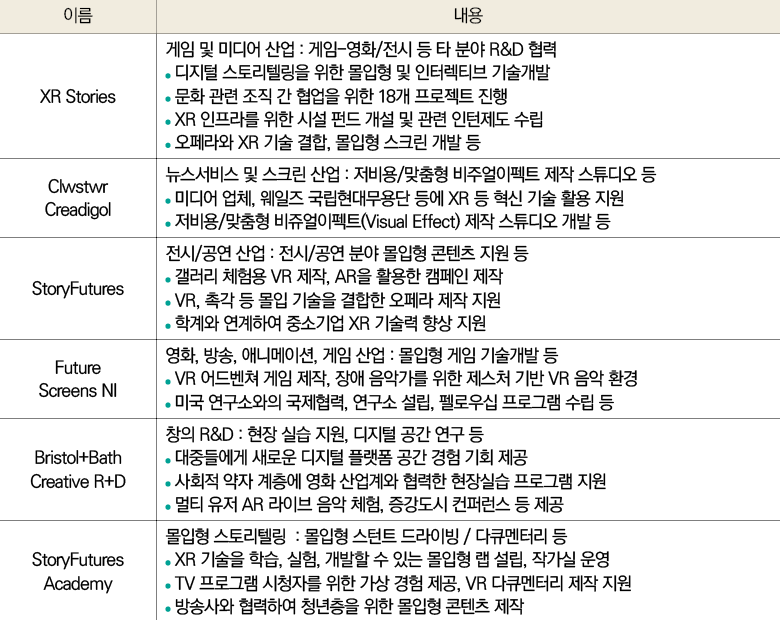 이름
내용
XR Stories
게임 및 미디어 산업 : 게임-영화/전시 등 타 분야 R&D 협력
• 디지털 스토리텔링을 위한 몰입형 및 인터렉티브 기술개발
• 문화 관련 조직 간 협업을 위한 18개 프로젝트 진행
• XR 인프라를 위한 시설 펀드 개설 및 관련 인턴제도 수립
• 오페라와 XR 기술 결합, 몰입형 스크린 개발 등
Clwstwr
Creadigol
뉴스서비스 및 스크린 산업 : 저비용/맞춤형 비주얼이펙트 제작 스튜디오 등
• 미디어 업체, 웨일즈 국립현대무용단 등에 XR 등 혁신 기술 활용 지원
• 저비용/맞춤형 비쥬얼이펙트(Visual Effect) 제작 스튜디오 개발 등
StoryFutures
전시/공연 산업 : 전시/공연 분야 몰입형 콘텐츠 지원 등
• 갤러리 체험용 VR 제작, AR을 활용한 캠페인 제작
• VR, 촉각 등 몰입 기술을 결합한 오페라 제작 지원
• 학계와 연계하여 중소기업 XR 기술력 향상 지원
Future
Screens NI
영화, 방송, 애니메이션, 게임 산업 : 몰입형 게임 기술개발 등
• VR 어드벤쳐 게임 제작, 장애 음악가를 위한 제스처 기반 VR 음악 환경
• 미국 연구소와의 국제협력, 연구소 설립, 펠로우십 프로그램 수립 등
Bristol+Bath
Creative R+D
창의 R&D : 현장 실습 지원, 디지털 공간 연구 등
• 대중들에게 새로운 디지털 플랫폼 공간 경험 기회 제공
• 사회적 약자 계층에 영화 산업계와 협력한 현장실습 프로그램 지원
• 멀티 유저 AR 라이브 음악 체험, 증강도시 컨퍼런스 등 제공
StoryFutures
Academy
몰입형 스토리텔링 : 몰입형 스턴트 드라이빙 / 다큐멘터리 등
• XR 기술을 학습, 실험, 개발할 수 있는 몰입형 랩 설립, 작가실 운영
• TV 프로그램 시청자를 위한 가상 경험 제공, VR 다큐멘터리 제작 지원
• 방송사와 협력하여 청년층을 위한 몰입형 콘텐츠 제작